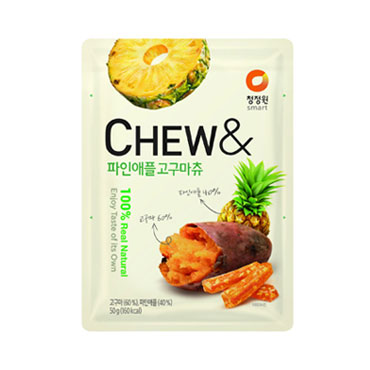 청정원
smart
CHEW&
파인애플 고구마츄
파인애플 40%
고구마 60%
100% Real Natural
Enjoy Taste of Its Own
고구마 (60%), 파인애플 (40%)
50g (160 kcal)